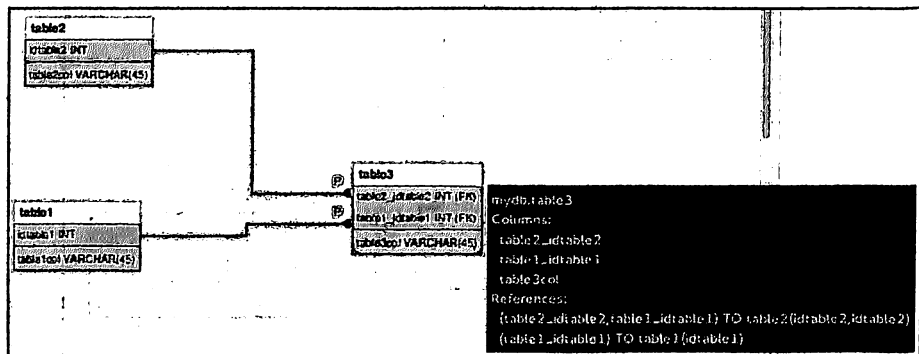 table2
idtable2 INT
table2col VARCHAR(45)
table3
P
table2_idtable2 INT (FK)
P
table1_idtable1 INT (FK)
table3col VARCHAR(45)
table1
idtable1 INT
table1col VARCHAR(45)
mydb.table3
Columns:
table2_idtable2
table1_idtable1
table3col
References:
(table2_idtable2,table1_idtable1) TO table2(idtable2,idtable2)
(table1_idtable1) TO table1(idtable1)